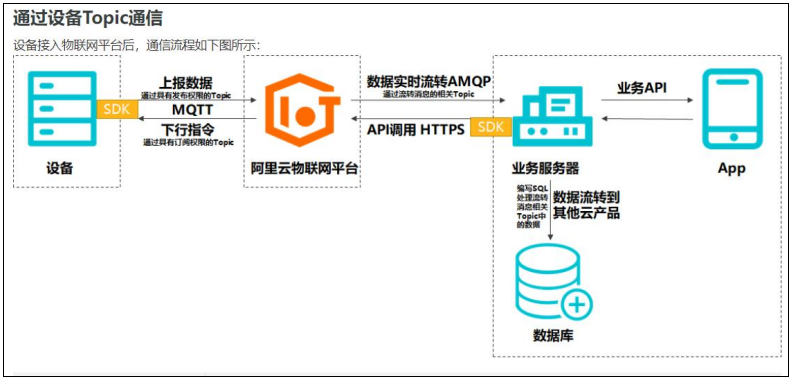 通过设备Topic通信
设备接入物联网平台后，通信流程如下图所示：
上报数据
通过具有发布权限的Topic
SDK
MQTT
下行指令
通过具有订阅权限的Topic
设备
IoT
阿里云物联网平台
数据实时流转AMQP
通过流转消息的相关Topic
API调用 HTTPS
SDK
业务服务器
业务API
App
编写SQL
处理流转
消息相关
Topic中
的数据
数据流转到
其他云产品
数据库